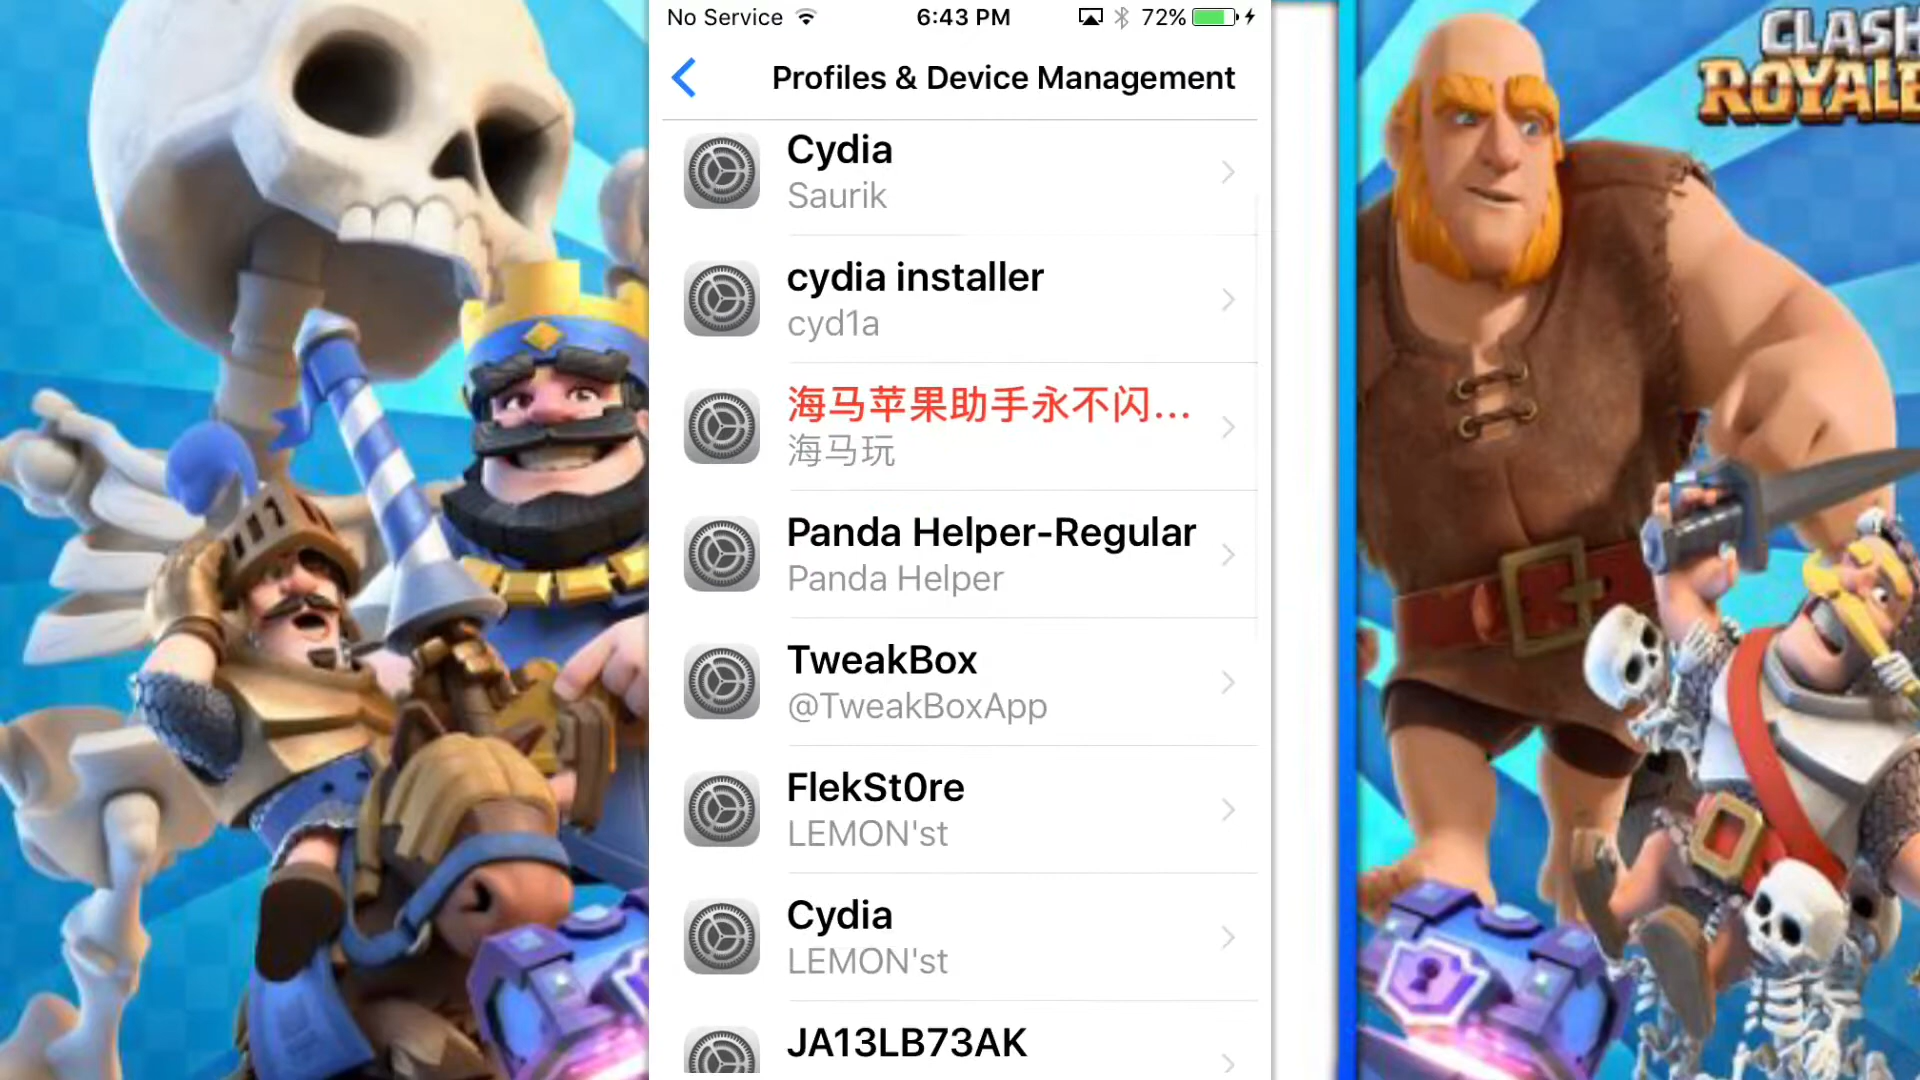 No Service 6:43 PM 72%
Profiles & Device Management
Cydia
Saurik
cydia installer
cyd1a
海马苹果助手永不闪...
海马玩
Panda Helper-Regular
Panda Helper
TweakBox
@TweakBoxApp
FlekSt0re
LEMON'st
Cydia
LEMON'st
JA13LB73AK
CLASH
ROYALE